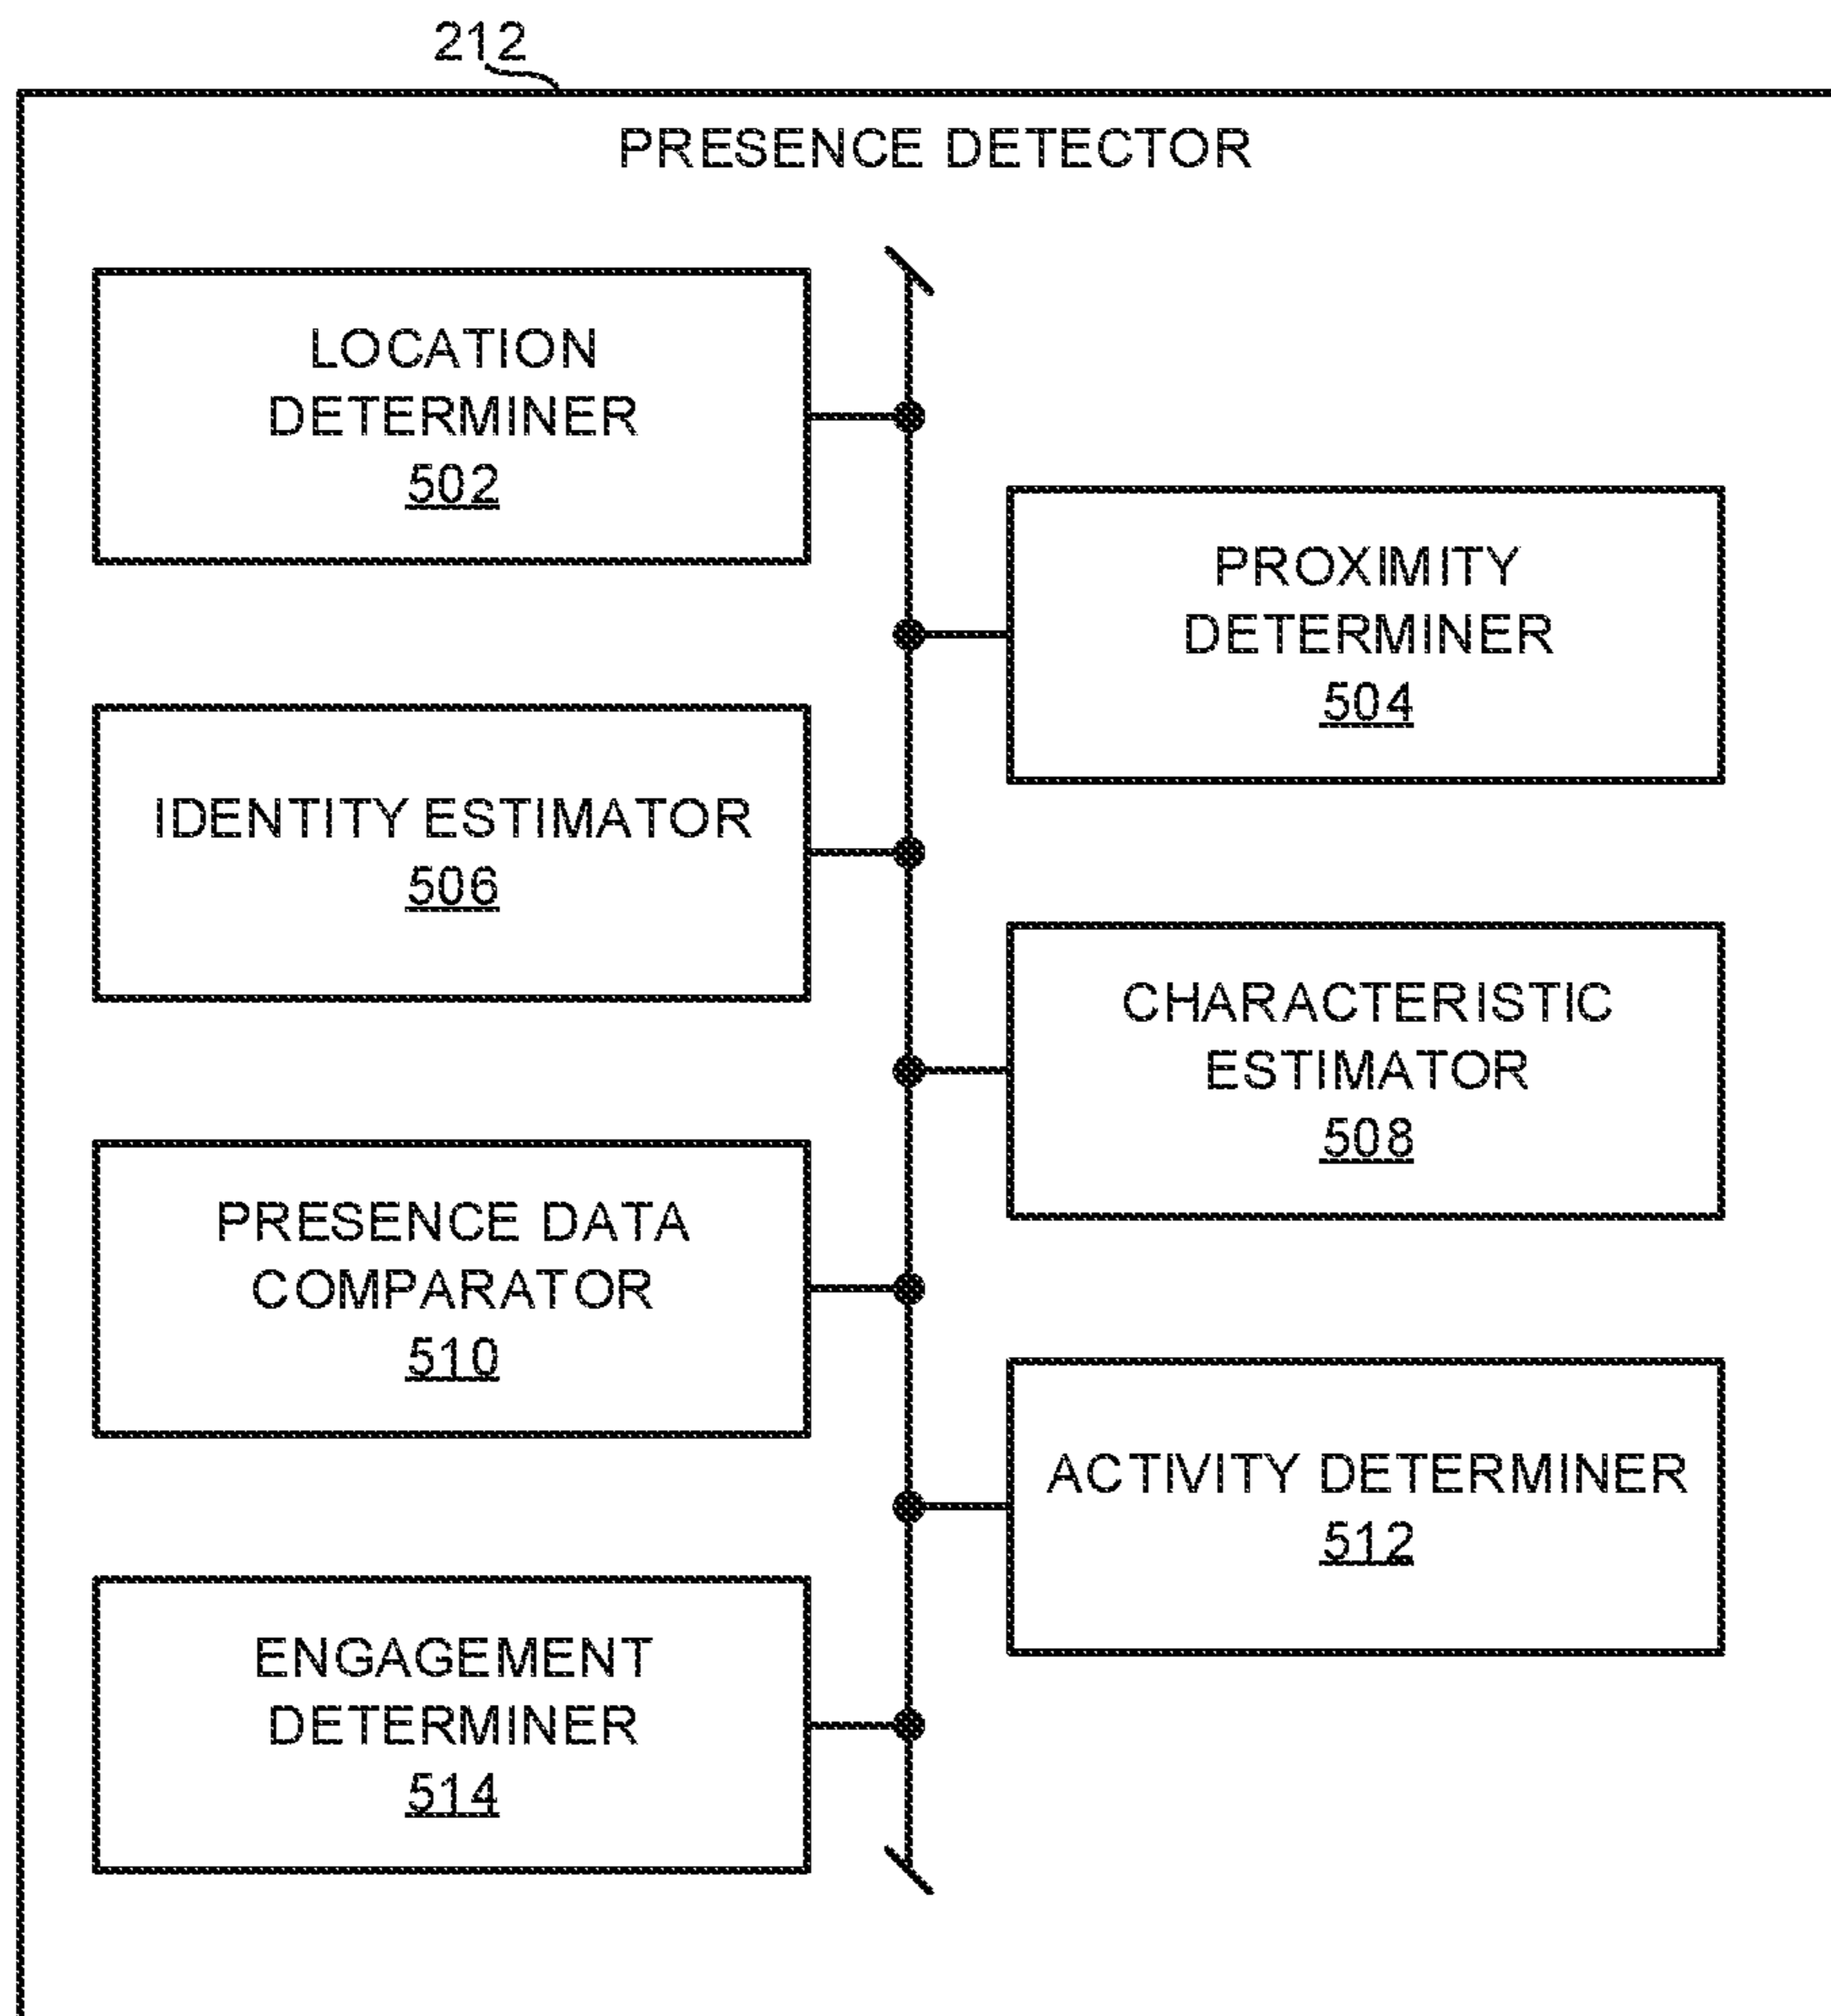 212
PRESENCE DETECTOR
LOCATION
DETERMINER
502
PROXIMITY
DETERMINER
504
IDENTITY ESTIMATOR
506
CHARACTERISTIC
ESTIMATOR
508
PRESENCE DATA
COMPARATOR
510
ACTIVITY DETERMINER
512
ENGAGEMENT
DETERMINER
514